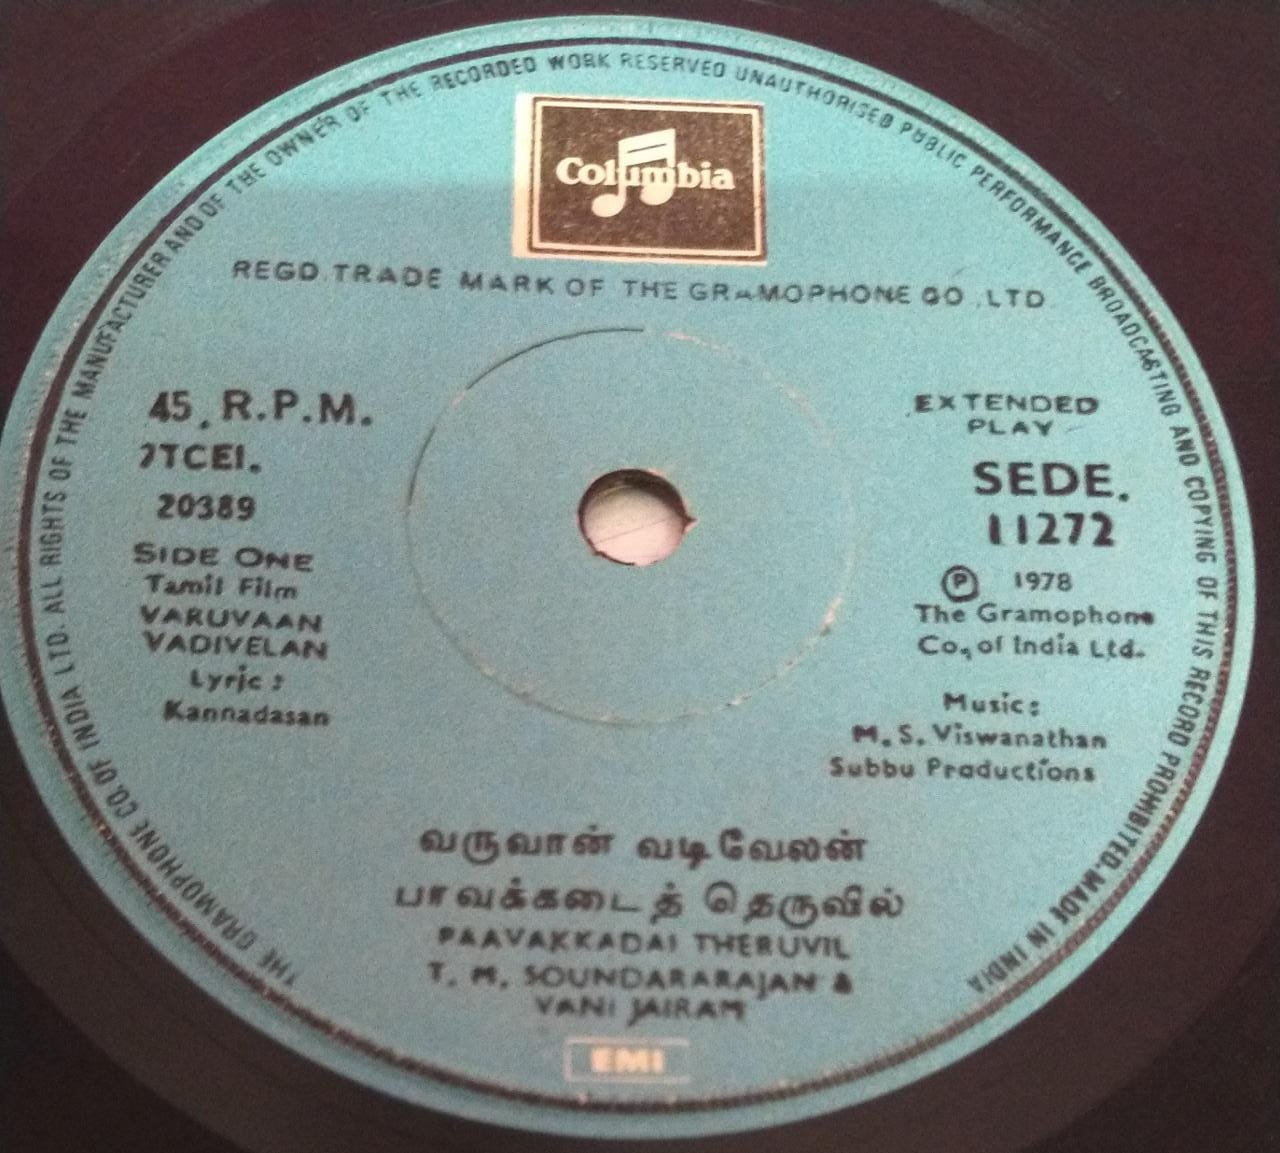 THE GRAMOPHONE CO. OF INDIA LTD. ALL RIGHTS OF THE MANUFACTURER AND OF THE OWNER OF THE RECORDED WORK RESERVED UNAUTHORISED PUBLIC PERFORMANCE BROADCASTING AND COPYING OF THIS RECORD PROHIBITED. MADE IN INDIA
Columbia
REGD. TRADE MARK OF THE GRAMOPHONE CO. LTD
45. R.P.M.
7TCEI.
20389
SIDE ONE
Tamil Film
VARUVAAN
VADIVELAN
Lyric :
Kannadasan
EXTENDED
PLAY
SEDE.
11272
℗ 1978
The Gramophone
Co. of India Ltd.
Music:
M. S. Viswanathan
Subbu Productions
வருவான் வடிவேலன்
பாவக்கடைத் தெருவில்
PAAVAKKADAI THERUVIL
T. M. SOUNDARARAJAN &
VANI JAIRAM
EMI